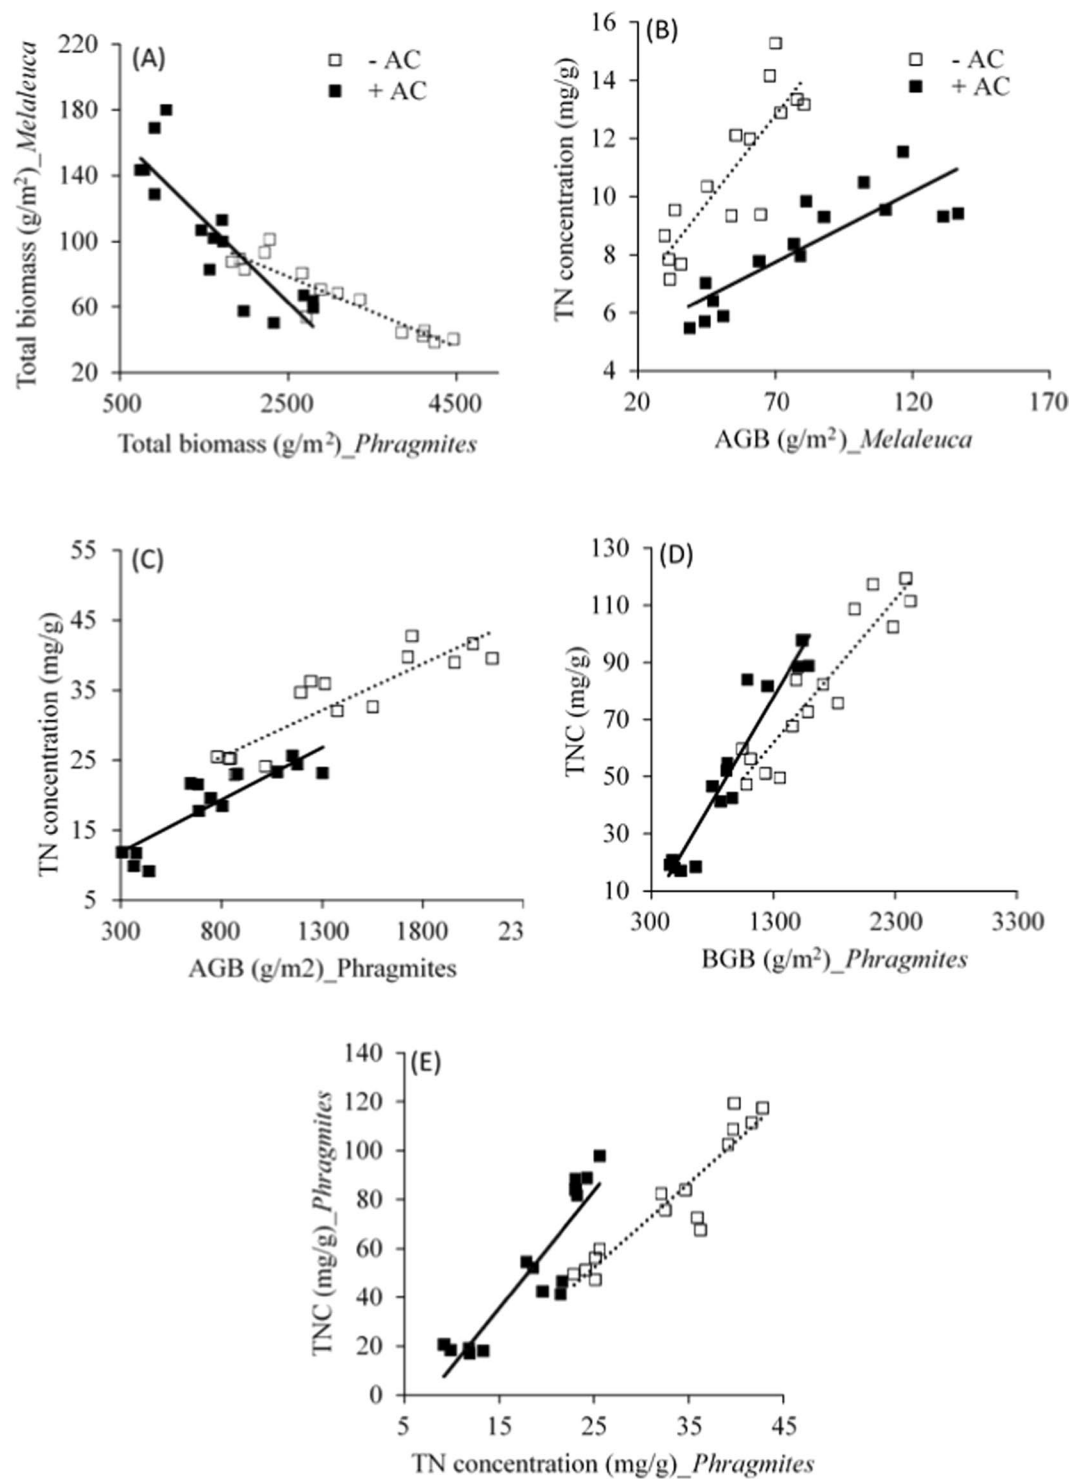 (A)
- AC
+ AC
220
180
140
100
60
20
500 2500 4500
Total biomass (g/m²)_Melaleuca
Total biomass (g/m²)_Phragmites
(B)
- AC
+ AC
16
14
12
10
8
6
4
20 70 120 170
TN concentration (mg/g)
AGB (g/m²)_Melaleuca
(C)
55
45
35
25
15
5
300 800 1300 1800 23
TN concentration (mg/g)
AGB (g/m2)_Phragmites
(D)
130
110
90
70
50
30
10
300 1300 2300 3300
TNC (mg/g)
BGB (g/m²)_Phragmites
(E)
140
120
100
80
60
40
20
0
5 15 25 35 45
TNC (mg/g)_Phragmites
TN concentration (mg/g)_Phragmites